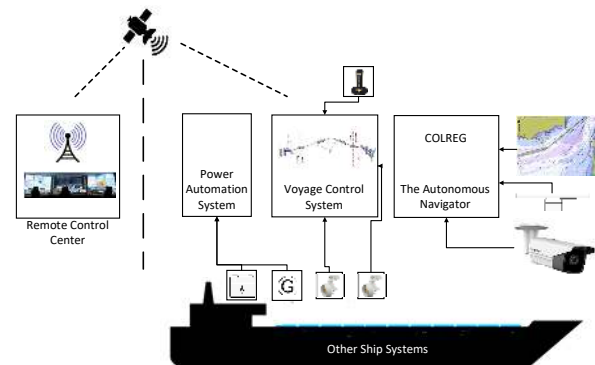 COLREG
Power
Automation
System
Voyage Control
System
The Autonomous
Navigator
Remote Control
Center
G
Other Ship Systems